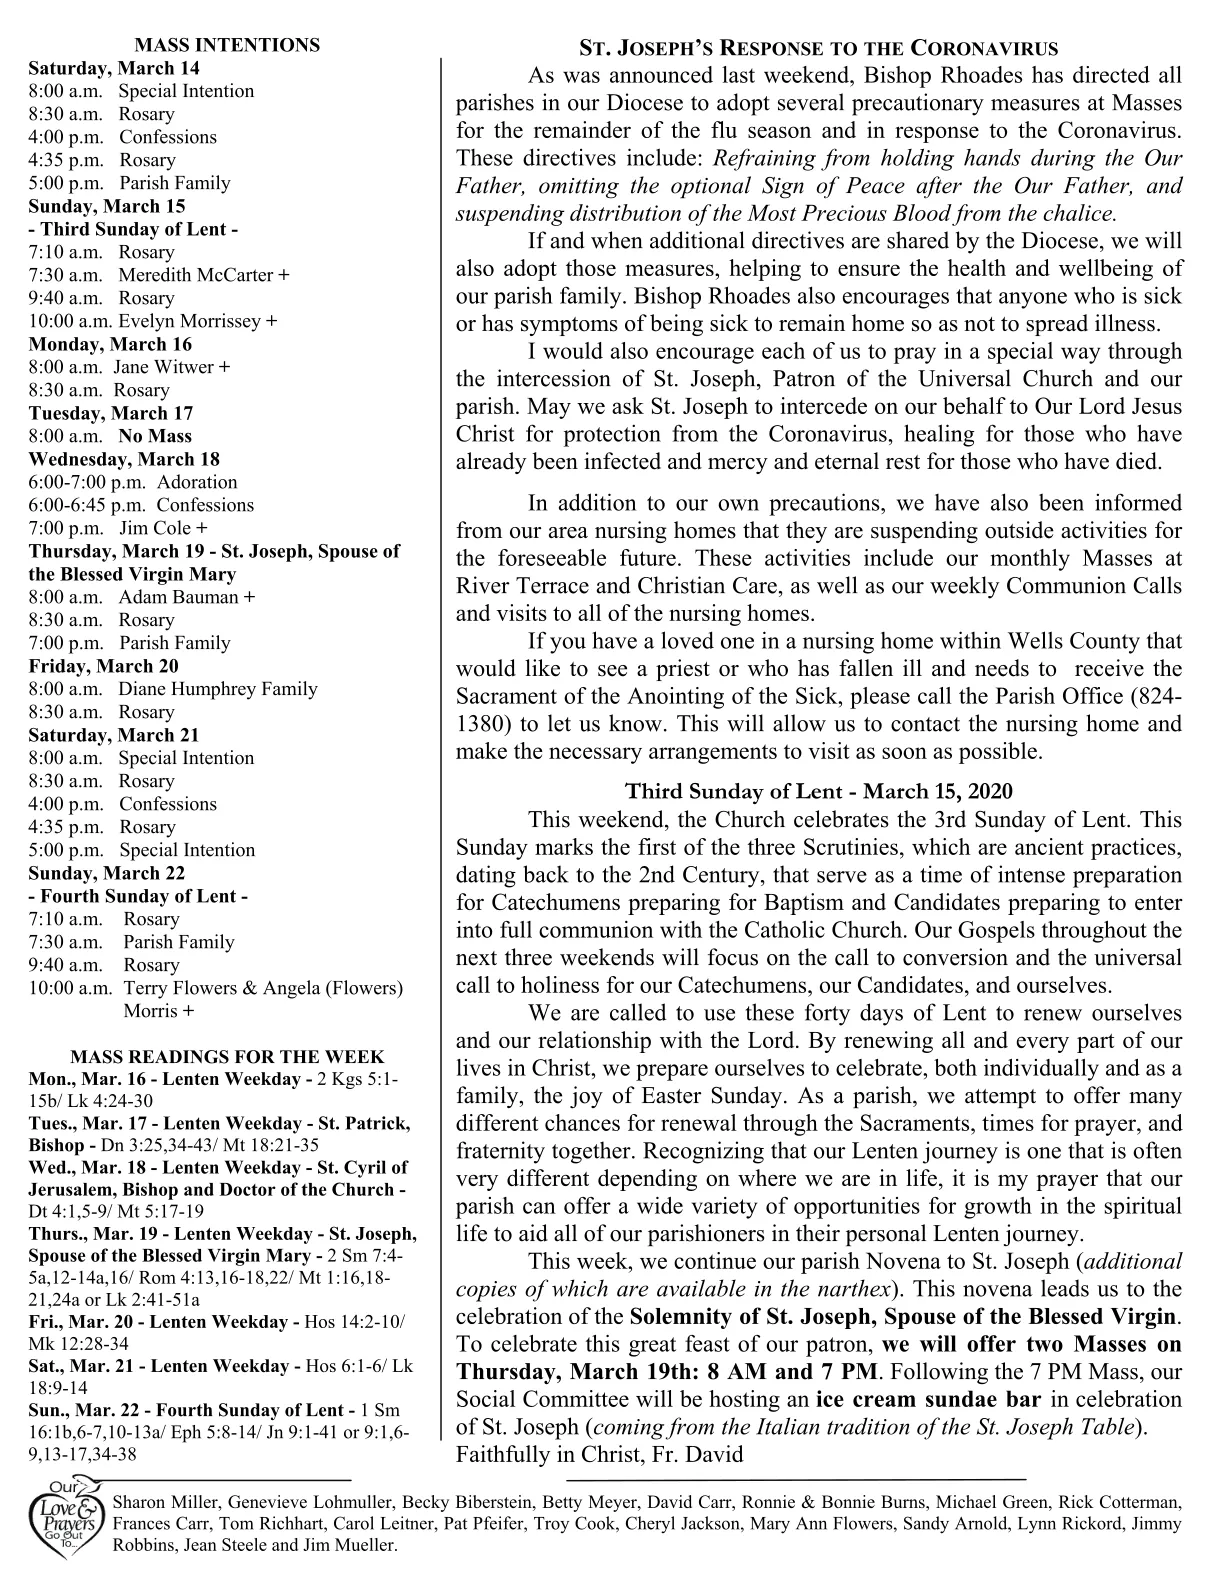 MASS INTENTIONS
Saturday, March 14
8:00 a.m. Special Intention
8:30 a.m. Rosary
4:00 p.m. Confessions
4:35 p.m. Rosary
5:00 p.m. Parish Family
Sunday, March 15
- Third Sunday of Lent -
7:10 a.m. Rosary
7:30 a.m. Meredith McCarter +
9:40 a.m. Rosary
10:00 a.m. Evelyn Morrissey +
Monday, March 16
8:00 a.m. Jane Witwer +
8:30 a.m. Rosary
Tuesday, March 17
8:00 a.m. No Mass
Wednesday, March 18
6:00-7:00 p.m. Adoration
6:00-6:45 p.m. Confessions
7:00 p.m. Jim Cole +
Thursday, March 19 - St. Joseph, Spouse of
the Blessed Virgin Mary
8:00 a.m. Adam Bauman +
8:30 a.m. Rosary
7:00 p.m. Parish Family
Friday, March 20
8:00 a.m. Diane Humphrey Family
8:30 a.m. Rosary
Saturday, March 21
8:00 a.m. Special Intention
8:30 a.m. Rosary
4:00 p.m. Confessions
4:35 p.m. Rosary
5:00 p.m. Special Intention
Sunday, March 22
- Fourth Sunday of Lent -
7:10 a.m. Rosary
7:30 a.m. Parish Family
9:40 a.m. Rosary
10:00 a.m. Terry Flowers & Angela (Flowers)
Morris +
MASS READINGS FOR THE WEEK
Mon., Mar. 16 - Lenten Weekday - 2 Kgs 5:1-
15b/ Lk 4:24-30
Tues., Mar. 17 - Lenten Weekday - St. Patrick,
Bishop - Dn 3:25,34-43/ Mt 18:21-35
Wed., Mar. 18 - Lenten Weekday - St. Cyril of
Jerusalem, Bishop and Doctor of the Church -
Dt 4:1,5-9/ Mt 5:17-19
Thurs., Mar. 19 - Lenten Weekday - St. Joseph,
Spouse of the Blessed Virgin Mary - 2 Sm 7:4-
5a,12-14a,16/ Rom 4:13,16-18,22/ Mt 1:16,18-
21,24a or Lk 2:41-51a
Fri., Mar. 20 - Lenten Weekday - Hos 14:2-10/
Mk 12:28-34
Sat., Mar. 21 - Lenten Weekday - Hos 6:1-6/ Lk
18:9-14
Sun., Mar. 22 - Fourth Sunday of Lent - 1 Sm
16:1b,6-7,10-13a/ Eph 5:8-14/ Jn 9:1-41 or 9:1,6-
9,13-17,34-38
ST. JOSEPH'S RESPONSE TO THE CORONAVIRUS
As was announced last weekend, Bishop Rhoades has directed all
parishes in our Diocese to adopt several precautionary measures at Masses
for the remainder of the flu season and in response to the Coronavirus.
These directives include: Refraining from holding hands during the Our
Father, omitting the optional Sign of Peace after the Our Father, and
suspending distribution of the Most Precious Blood from the chalice.
If and when additional directives are shared by the Diocese, we will
also adopt those measures, helping to ensure the health and wellbeing of
our parish family. Bishop Rhoades also encourages that anyone who is sick
or has symptoms of being sick to remain home so as not to spread illness.
I would also encourage each of us to pray in a special way through
the intercession of St. Joseph, Patron of the Universal Church and our
parish. May we ask St. Joseph to intercede on our behalf to Our Lord Jesus
Christ for protection from the Coronavirus, healing for those who have
already been infected and mercy and eternal rest for those who have died.
In addition to our own precautions, we have also been informed
from our area nursing homes that they are suspending outside activities for
the foreseeable future. These activities include our monthly Masses at
River Terrace and Christian Care, as well as our weekly Communion Calls
and visits to all of the nursing homes.
If you have a loved one in a nursing home within Wells County that
would like to see a priest or who has fallen ill and needs to receive the
Sacrament of the Anointing of the Sick, please call the Parish Office (824-
1380) to let us know. This will allow us to contact the nursing home and
make the necessary arrangements to visit as soon as possible.
Third Sunday of Lent - March 15, 2020
This weekend, the Church celebrates the 3rd Sunday of Lent. This
Sunday marks the first of the three Scrutinies, which are ancient practices,
dating back to the 2nd Century, that serve as a time of intense preparation
for Catechumens preparing for Baptism and Candidates preparing to enter
into full communion with the Catholic Church. Our Gospels throughout the
next three weekends will focus on the call to conversion and the universal
call to holiness for our Catechumens, our Candidates, and ourselves.
We are called to use these forty days of Lent to renew ourselves
and our relationship with the Lord. By renewing all and every part of our
lives in Christ, we prepare ourselves to celebrate, both individually and as a
family, the joy of Easter Sunday. As a parish, we attempt to offer many
different chances for renewal through the Sacraments, times for prayer, and
fraternity together. Recognizing that our Lenten journey is one that is often
very different depending on where we are in life, it is my prayer that our
parish can offer a wide variety of opportunities for growth in the spiritual
life to aid all of our parishioners in their personal Lenten journey.
This week, we continue our parish Novena to St. Joseph (additional
copies of which are available in the narthex). This novena leads us to the
celebration of the Solemnity of St. Joseph, Spouse of the Blessed Virgin.
To celebrate this great feast of our patron, we will offer two Masses on
Thursday, March 19th: 8 AM and 7 PM. Following the 7 PM Mass, our
Social Committee will be hosting an ice cream sundae bar in celebration
of St. Joseph (coming from the Italian tradition of the St. Joseph Table).
Faithfully in Christ, Fr. David
Our
Love &
Prayers
Go Out
To...
Sharon Miller, Genevieve Lohmuller, Becky Biberstein, Betty Meyer, David Carr, Ronnie & Bonnie Burns, Michael Green, Rick Cotterman,
Frances Carr, Tom Richhart, Carol Leitner, Pat Pfeifer, Troy Cook, Cheryl Jackson, Mary Ann Flowers, Sandy Arnold, Lynn Rickord, Jimmy
Robbins, Jean Steele and Jim Mueller.